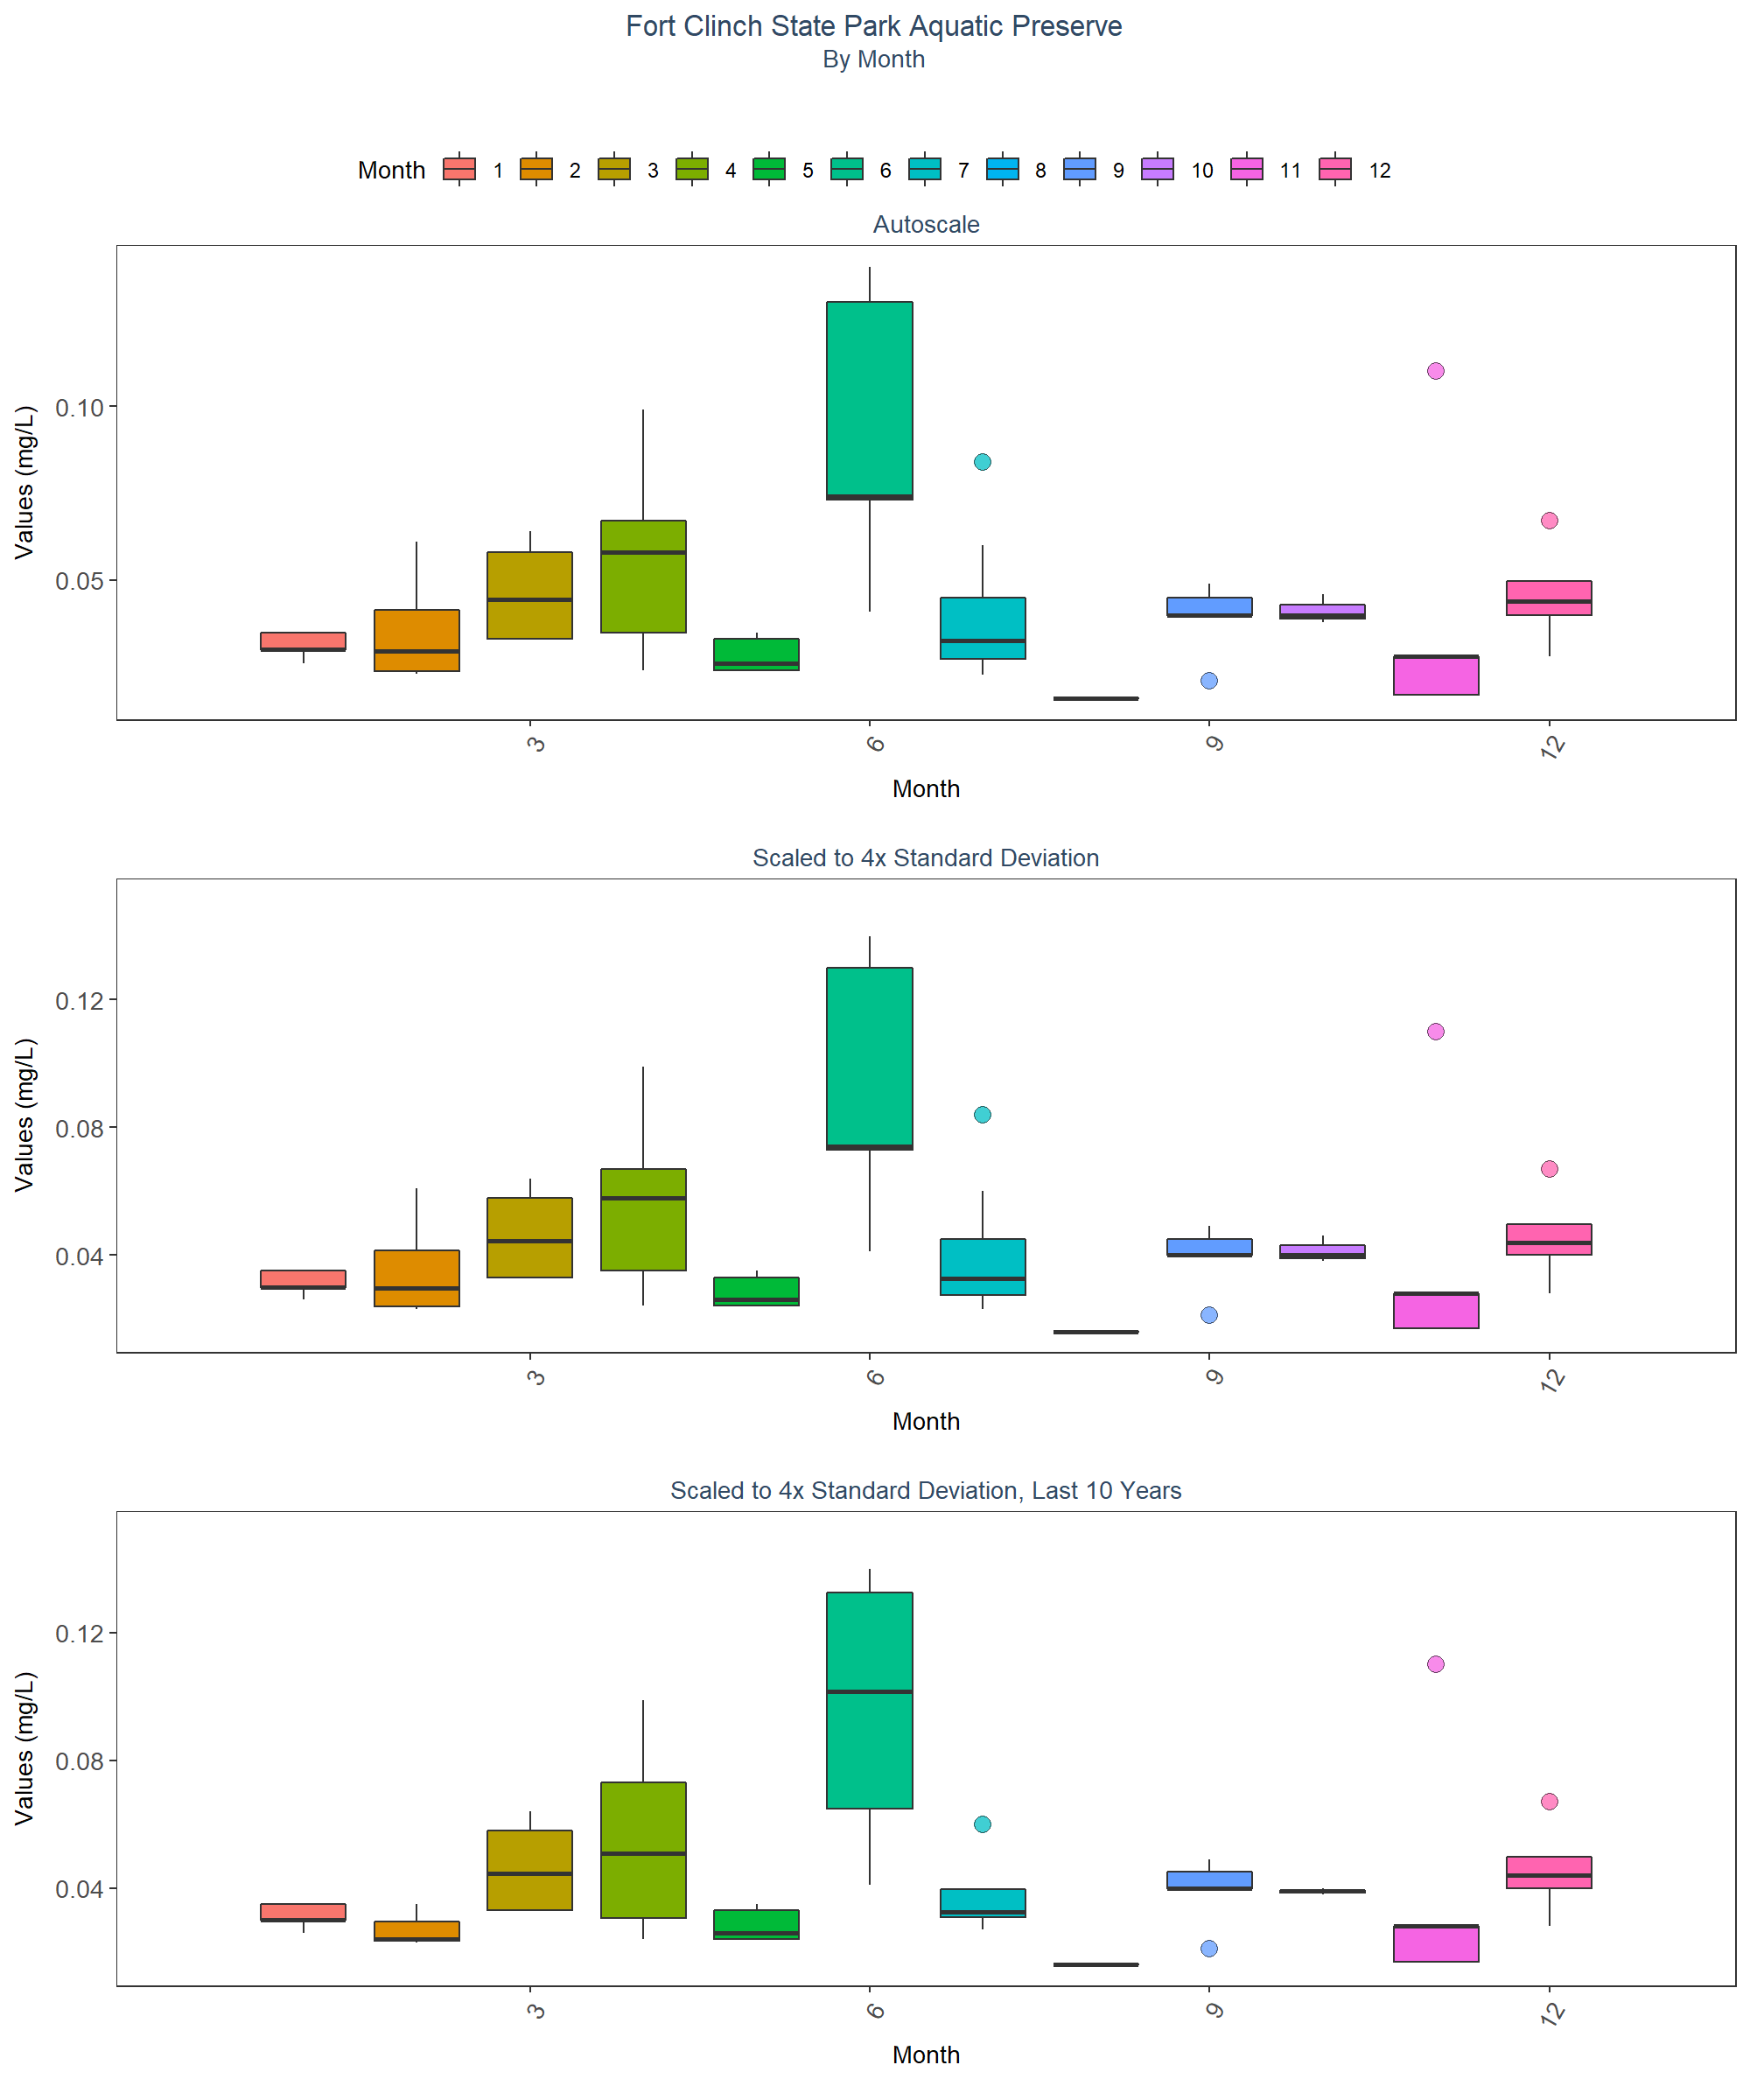 Fort Clinch State Park Aquatic Preserve
By Month
Month 1 2 3 4 5 6 7 8 9 10 11 12
Autoscale
Values (mg/L)
0.10
0.05
3 6 9 12
Month
Scaled to 4x Standard Deviation
Values (mg/L)
0.12
0.08
0.04
3 6 9 12
Month
Scaled to 4x Standard Deviation, Last 10 Years
Values (mg/L)
0.12
0.08
0.04
3 6 9 12
Month